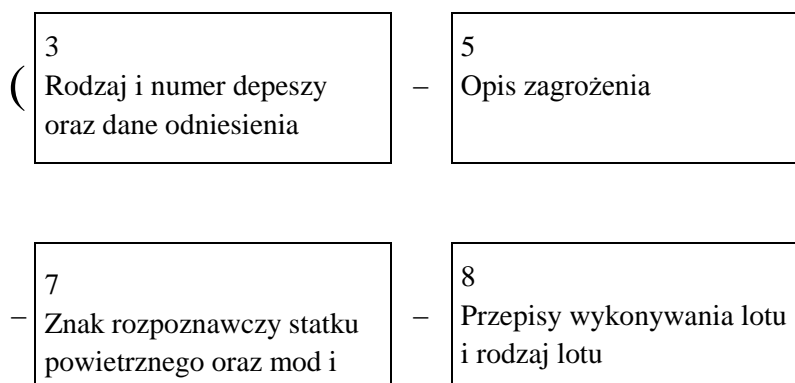 ( 3
Rodzaj i numer depeszy
oraz dane odniesienia
– 5
Opis zagrożenia
– 7
Znak rozpoznawczy statku
powietrznego oraz mod i
– 8
Przepisy wykonywania lotu
i rodzaj lotu